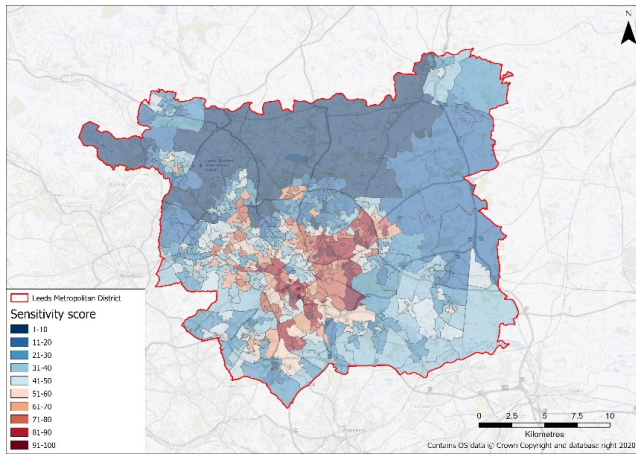 N
Leeds Metropolitan District
Sensitivity score
1-10
11-20
21-30
31-40
41-50
51-60
61-70
71-80
81-90
91-100
0 2.5 5 7.5 10
Kilometres
Contains OS data © Crown Copyright and database right 2020